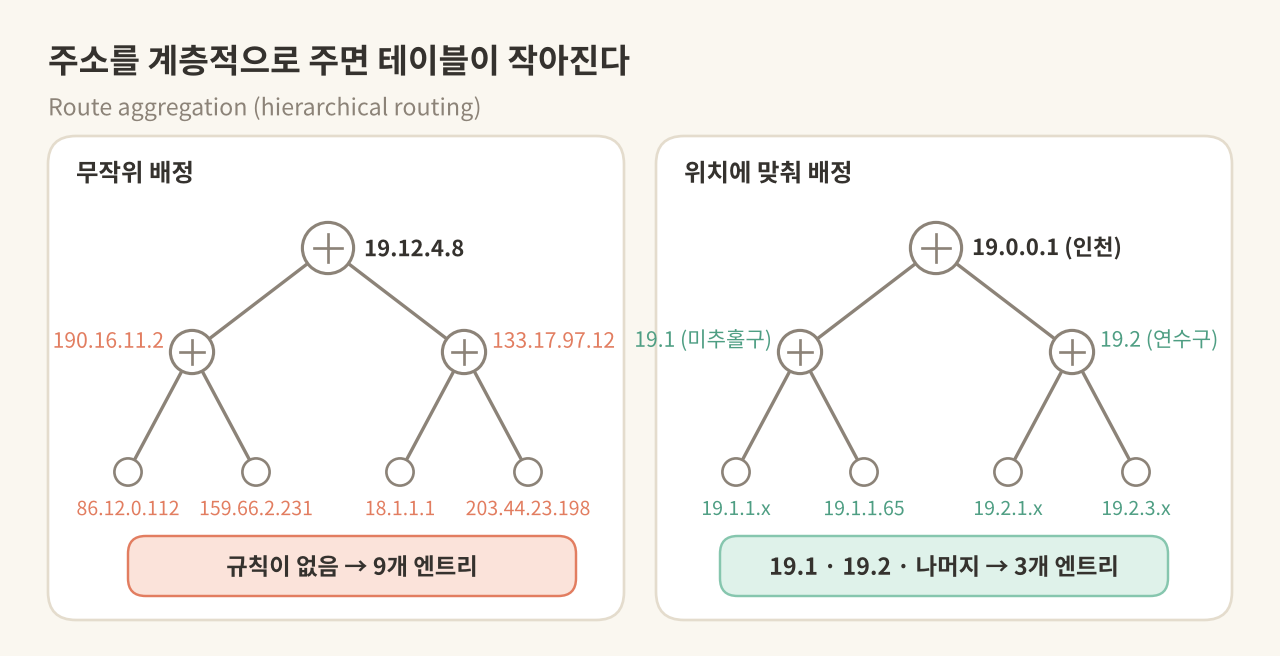 주소를 계층적으로 주면 테이블이 작아진다
Route aggregation (hierarchical routing)
무작위 배정
19.12.4.8
190.16.11.2
133.17.97.12
86.12.0.112
159.66.2.231
18.1.1.1
203.44.23.198
규칙이 없음 → 9개 엔트리
위치에 맞춰 배정
19.0.0.1 (인천)
19.1 (미추홀구)
19.2 (연수구)
19.1.1.x
19.1.1.65
19.2.1.x
19.2.3.x
19.1 · 19.2 · 나머지 → 3개 엔트리